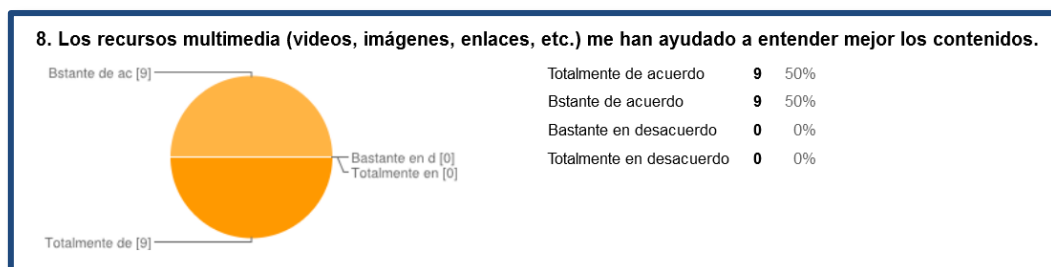 8. Los recursos multimedia (videos, imágenes, enlaces, etc.) me han ayudado a entender mejor los contenidos.
Bstante de ac [9]
Bastante en d [0]
Totalmente en [0]
Totalmente de [9]
Totalmente de acuerdo 9 50%
Bstante de acuerdo 9 50%
Bastante en desacuerdo 0 0%
Totalmente en desacuerdo 0 0%